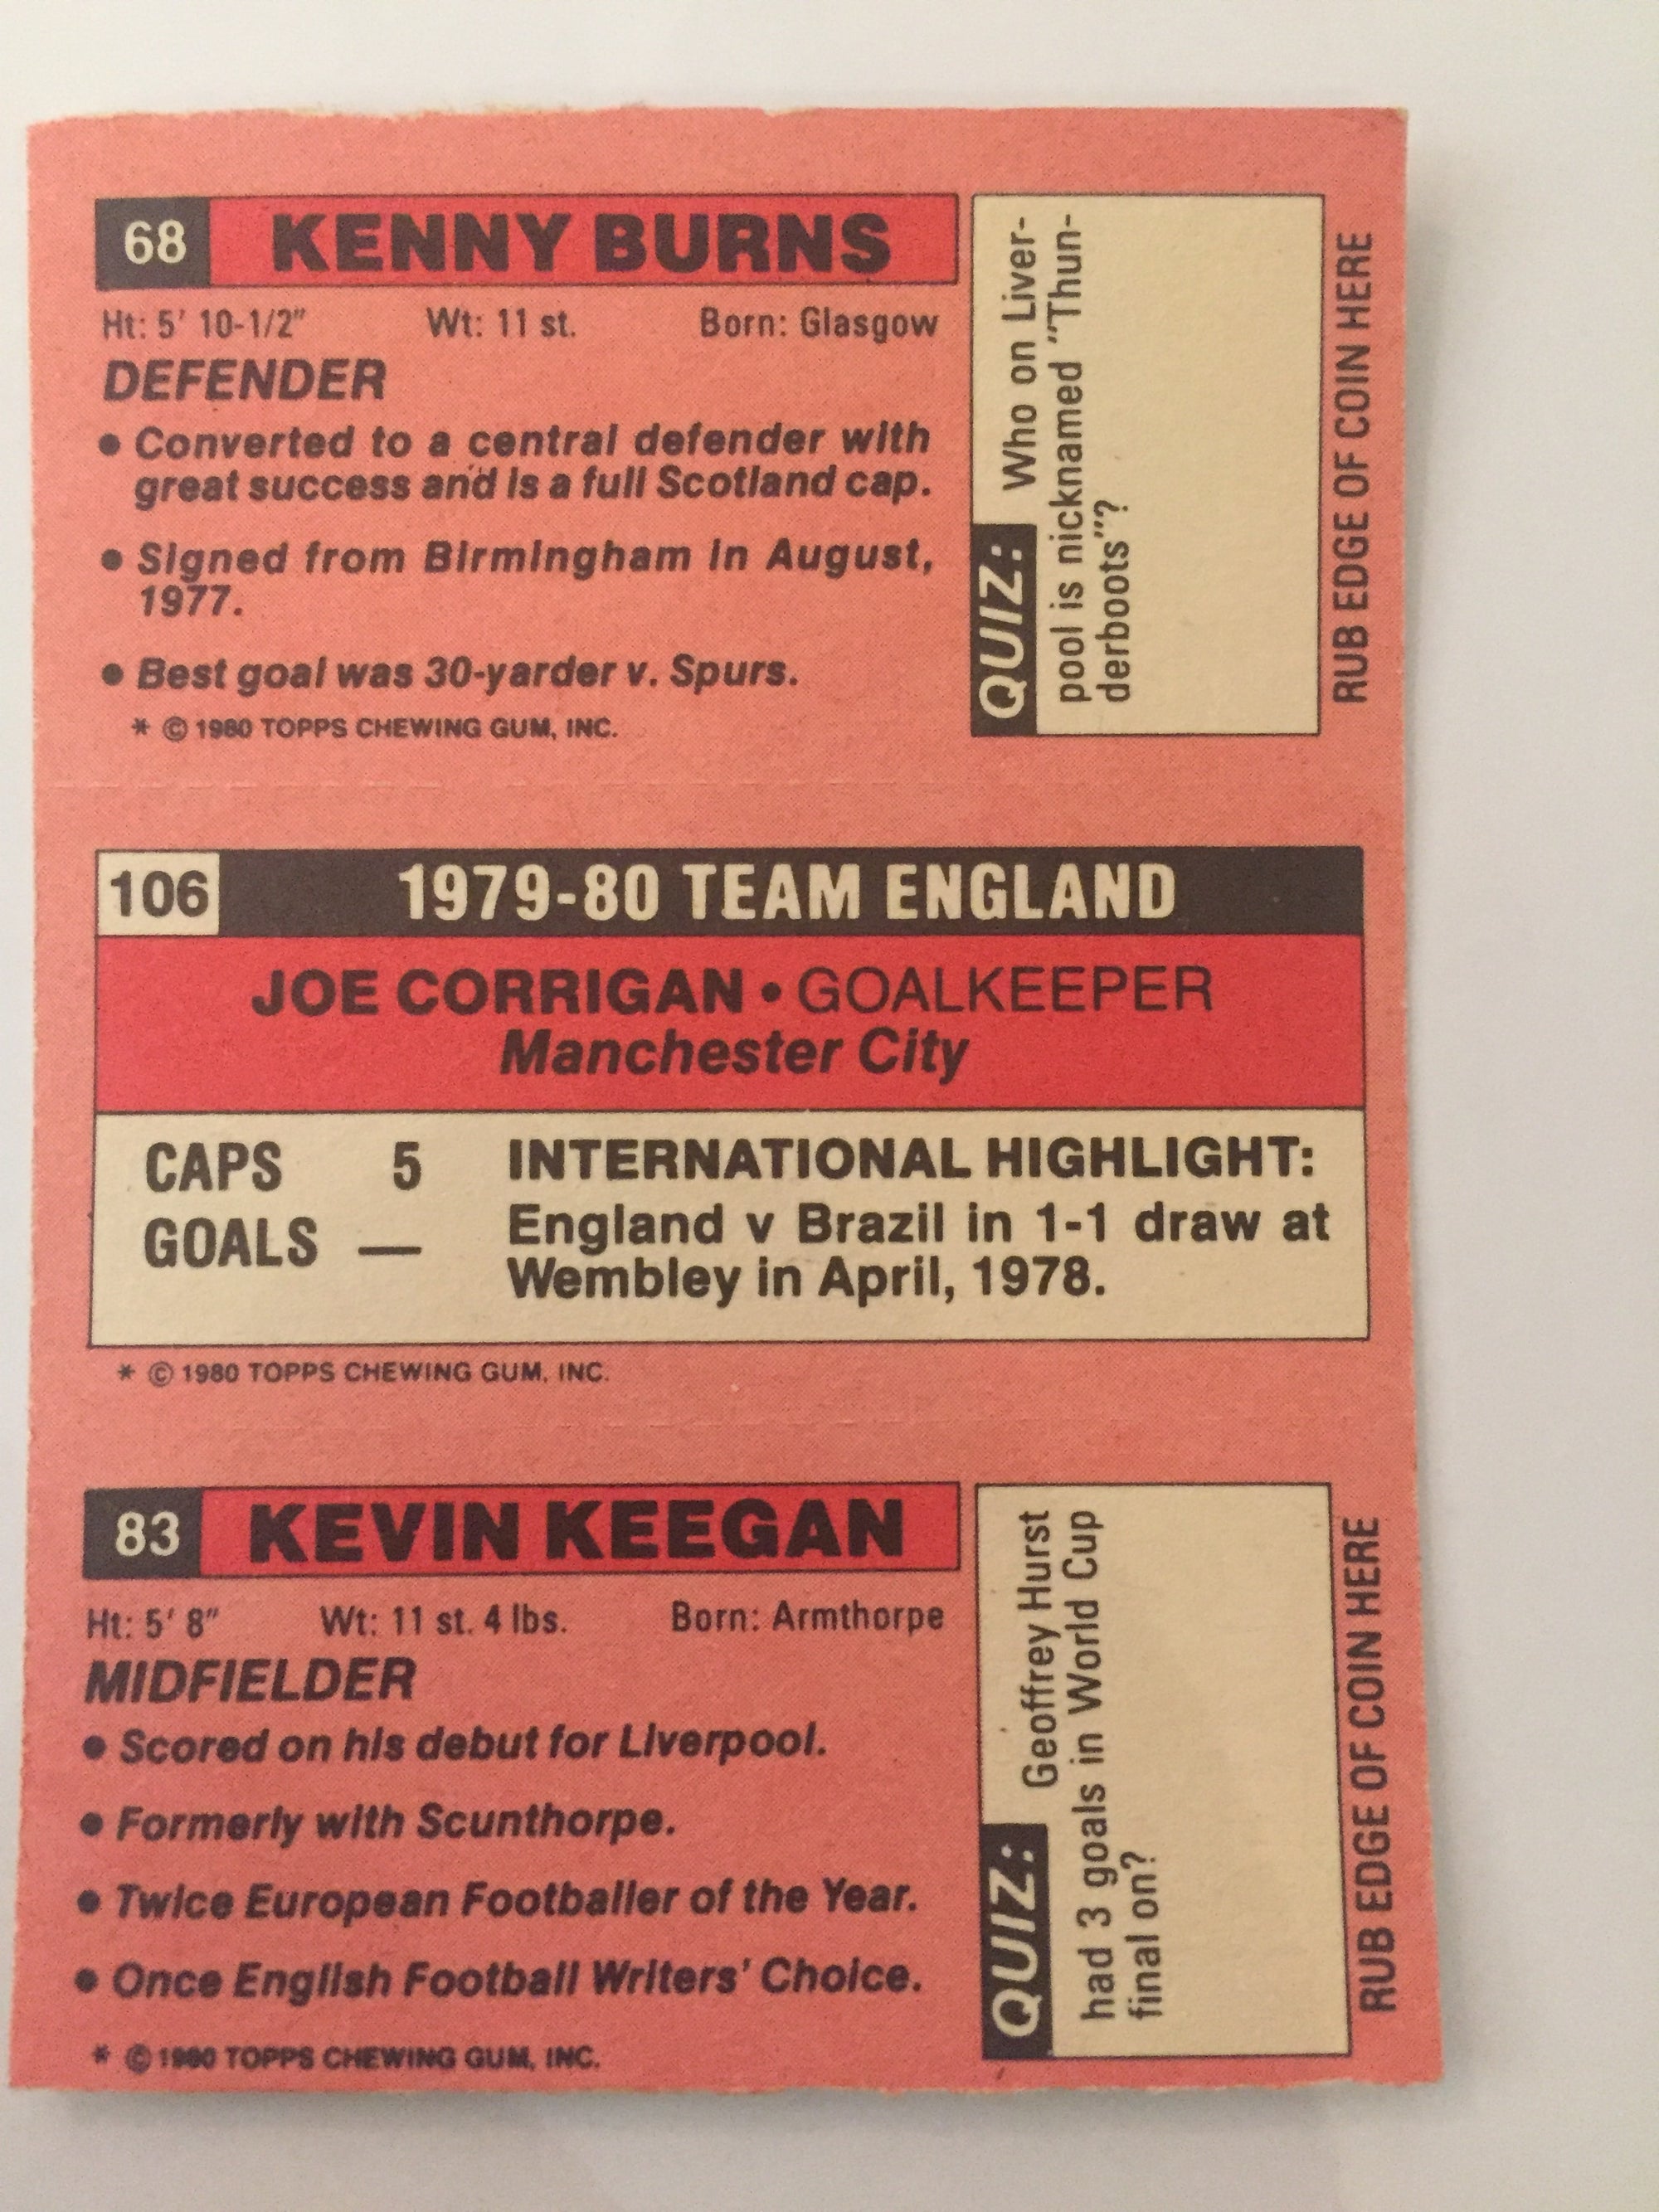 68 KENNY BURNS
Ht: 5' 10-1/2" Wt: 11 st. Born: Glasgow
DEFENDER
• Converted to a central defender with
great success and is a full Scotland cap.
• Signed from Birmingham in August,
1977.
• Best goal was 30-yarder v. Spurs.
* © 1980 TOPPS CHEWING GUM, INC.
QUIZ: Who on Liver-
pool is nicknamed "Thun-
derboots"?
RUB EDGE OF COIN HERE
106 1979-80 TEAM ENGLAND
JOE CORRIGAN • GOALKEEPER
Manchester City
CAPS 5
GOALS —
INTERNATIONAL HIGHLIGHT:
England v Brazil in 1-1 draw at
Wembley in April, 1978.
* © 1980 TOPPS CHEWING GUM, INC.
83 KEVIN KEEGAN
Ht: 5' 8" Wt: 11 st. 4 lbs. Born: Armthorpe
MIDFIELDER
• Scored on his debut for Liverpool.
• Formerly with Scunthorpe.
• Twice European Footballer of the Year.
• Once English Football Writers' Choice.
* © 1980 TOPPS CHEWING GUM, INC.
QUIZ: Geoffrey Hurst
had 3 goals in World Cup
final on?
RUB EDGE OF COIN HERE